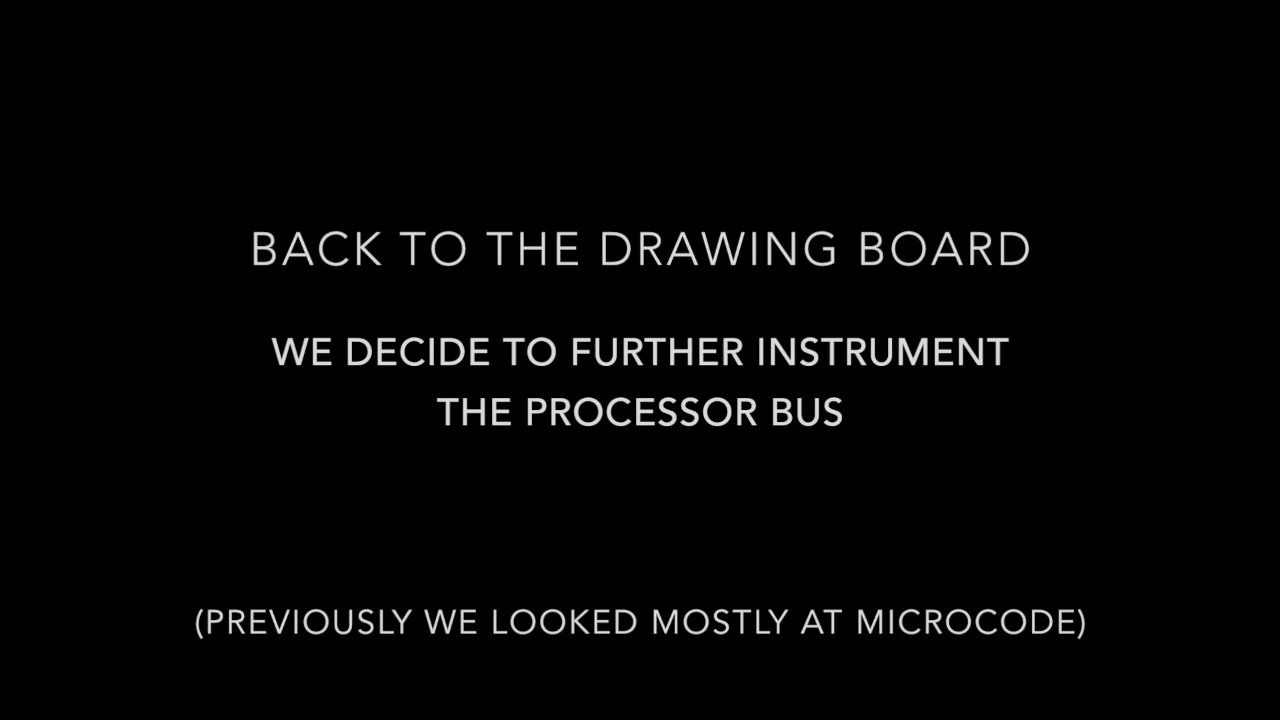 BACK TO THE DRAWING BOARD
WE DECIDE TO FURTHER INSTRUMENT
THE PROCESSOR BUS
(PREVIOUSLY WE LOOKED MOSTLY AT MICROCODE)